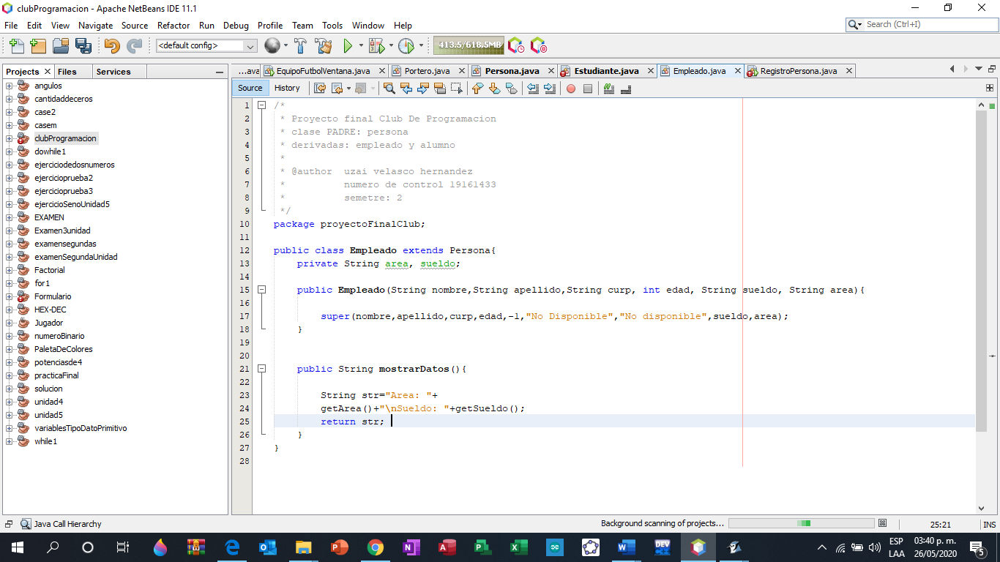 clubProgramacion - Apache NetBeans IDE 11.1
File Edit View Navigate Source Refactor Run Debug Profile Team Tools Window Help
Search (Ctrl+I)
<default config>
413.5/618.5MB
Projects Files Services
...ava EquipoFutbolVentana.java Portero.java Persona.java Estudiante.java Empleado.java RegistroPersona.java
Source History
angulos
cantidaddeceros
case2
casem
clubProgramacion
dowhile1
ejerciciodedosnumeros
ejercicioprueba2
ejercicioprueba3
ejercicioSenoUnidad5
EXAMEN
Examen3unidad
examensegundas
examenSegundaUnidad
Factorial
for1
Formulario
HEX-DEC
Jugador
numeroBinario
PaletaDeColores
potenciasde4
practicaFinal
solucion
unidad4
unidad5
variablesTipoDatoPrimitivo
while1
1 /*
2 * Proyecto final Club De Programacion
3 * clase PADRE: persona
4 * derivadas: empleado y alumno
5 *
6 * @author uzai velasco hernandez
7 * numero de control 19161433
8 * semetre: 2
9 */
10 package proyectoFinalClub;
11
12 public class Empleado extends Persona{
13 private String area, sueldo;
14
15 public Empleado(String nombre,String apellido,String curp, int edad, String sueldo, String area){
16
17 super(nombre,apellido,curp,edad,-1,"No Disponible","No disponible",sueldo,area);
18 }
19
20
21 public String mostrarDatos(){
22
23 String str="Area: "+
24 getArea()+"\nSueldo: "+getSueldo();
25 return str;
26 }
27 }
28
Java Call Hierarchy
Background scanning of projects...
25:21
INS
ESP
LAA
03:40 p. m.
26/05/2020
5